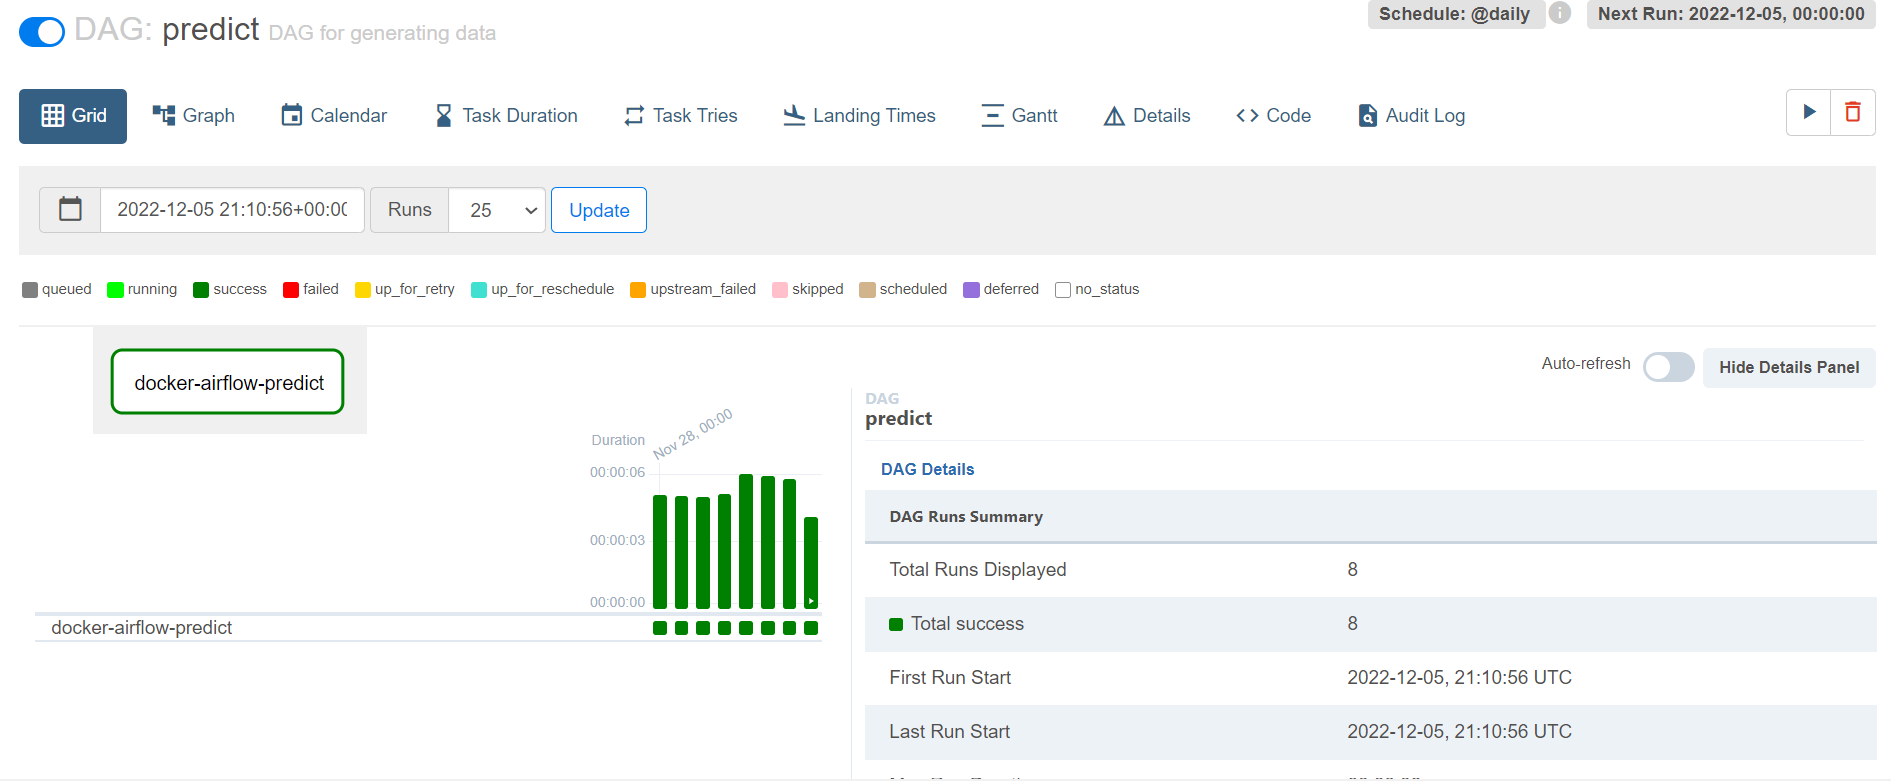 DAG: predict DAG for generating data
Schedule: @daily
Next Run: 2022-12-05, 00:00:00
Grid
Graph
Calendar
Task Duration
Task Tries
Landing Times
Gantt
Details
Code
Audit Log
2022-12-05 21:10:56+00:00
Runs
25
Update
queued
running
success
failed
up_for_retry
up_for_reschedule
upstream_failed
skipped
scheduled
deferred
no_status
docker-airflow-predict
Auto-refresh
Hide Details Panel
Duration
Nov 28, 00:00
00:00:06
00:00:03
00:00:00
docker-airflow-predict
DAG
predict
DAG Details
DAG Runs Summary
Total Runs Displayed 8
Total success 8
First Run Start 2022-12-05, 21:10:56 UTC
Last Run Start 2022-12-05, 21:10:56 UTC